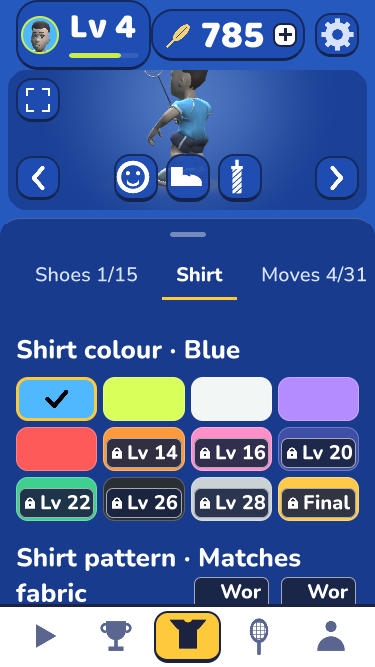 Lv 4
785
Shoes 1/15 Shirt Moves 4/31
Shirt colour · Blue
Lv 14 Lv 16 Lv 20
Lv 22 Lv 26 Lv 28 Final
Shirt pattern · Matches
fabric Wor Wor